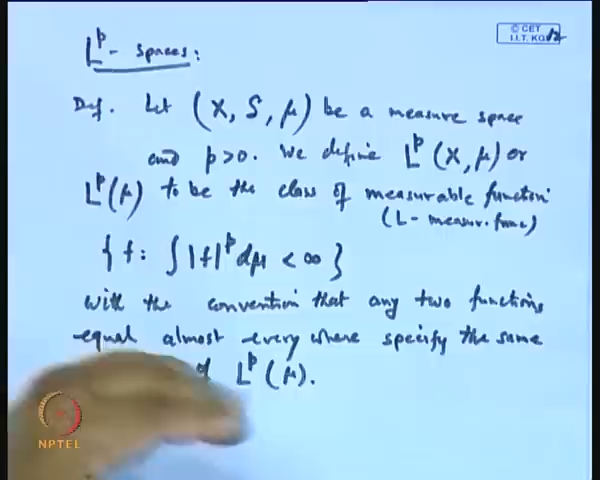 © CET
I.I.T. KGP
L^p - spaces:
Def. Let (X, S, μ) be a measure space
and p>0. We define L^p (X, μ) or
L^p(μ) to be the class of measurable function
(L- measur. func)
{ f: ∫ |f|^p dμ < ∞ }
with the convention that any two functions
equal almost every where specify the same
of L^p (μ).
NPTEL